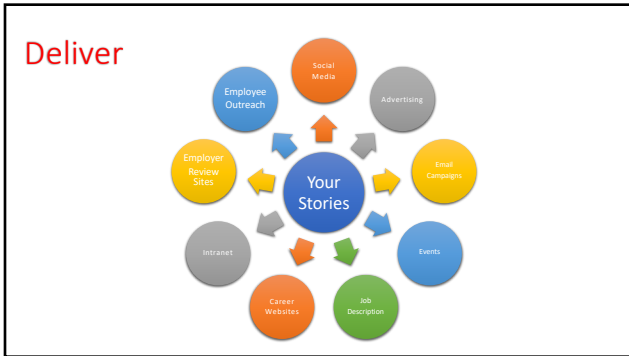 Deliver
Social
Media
Advertising
Email
Campaigns
Events
Job
Description
Career
Websites
Intranet
Employer
Review
Sites
Employee
Outreach
Your
Stories